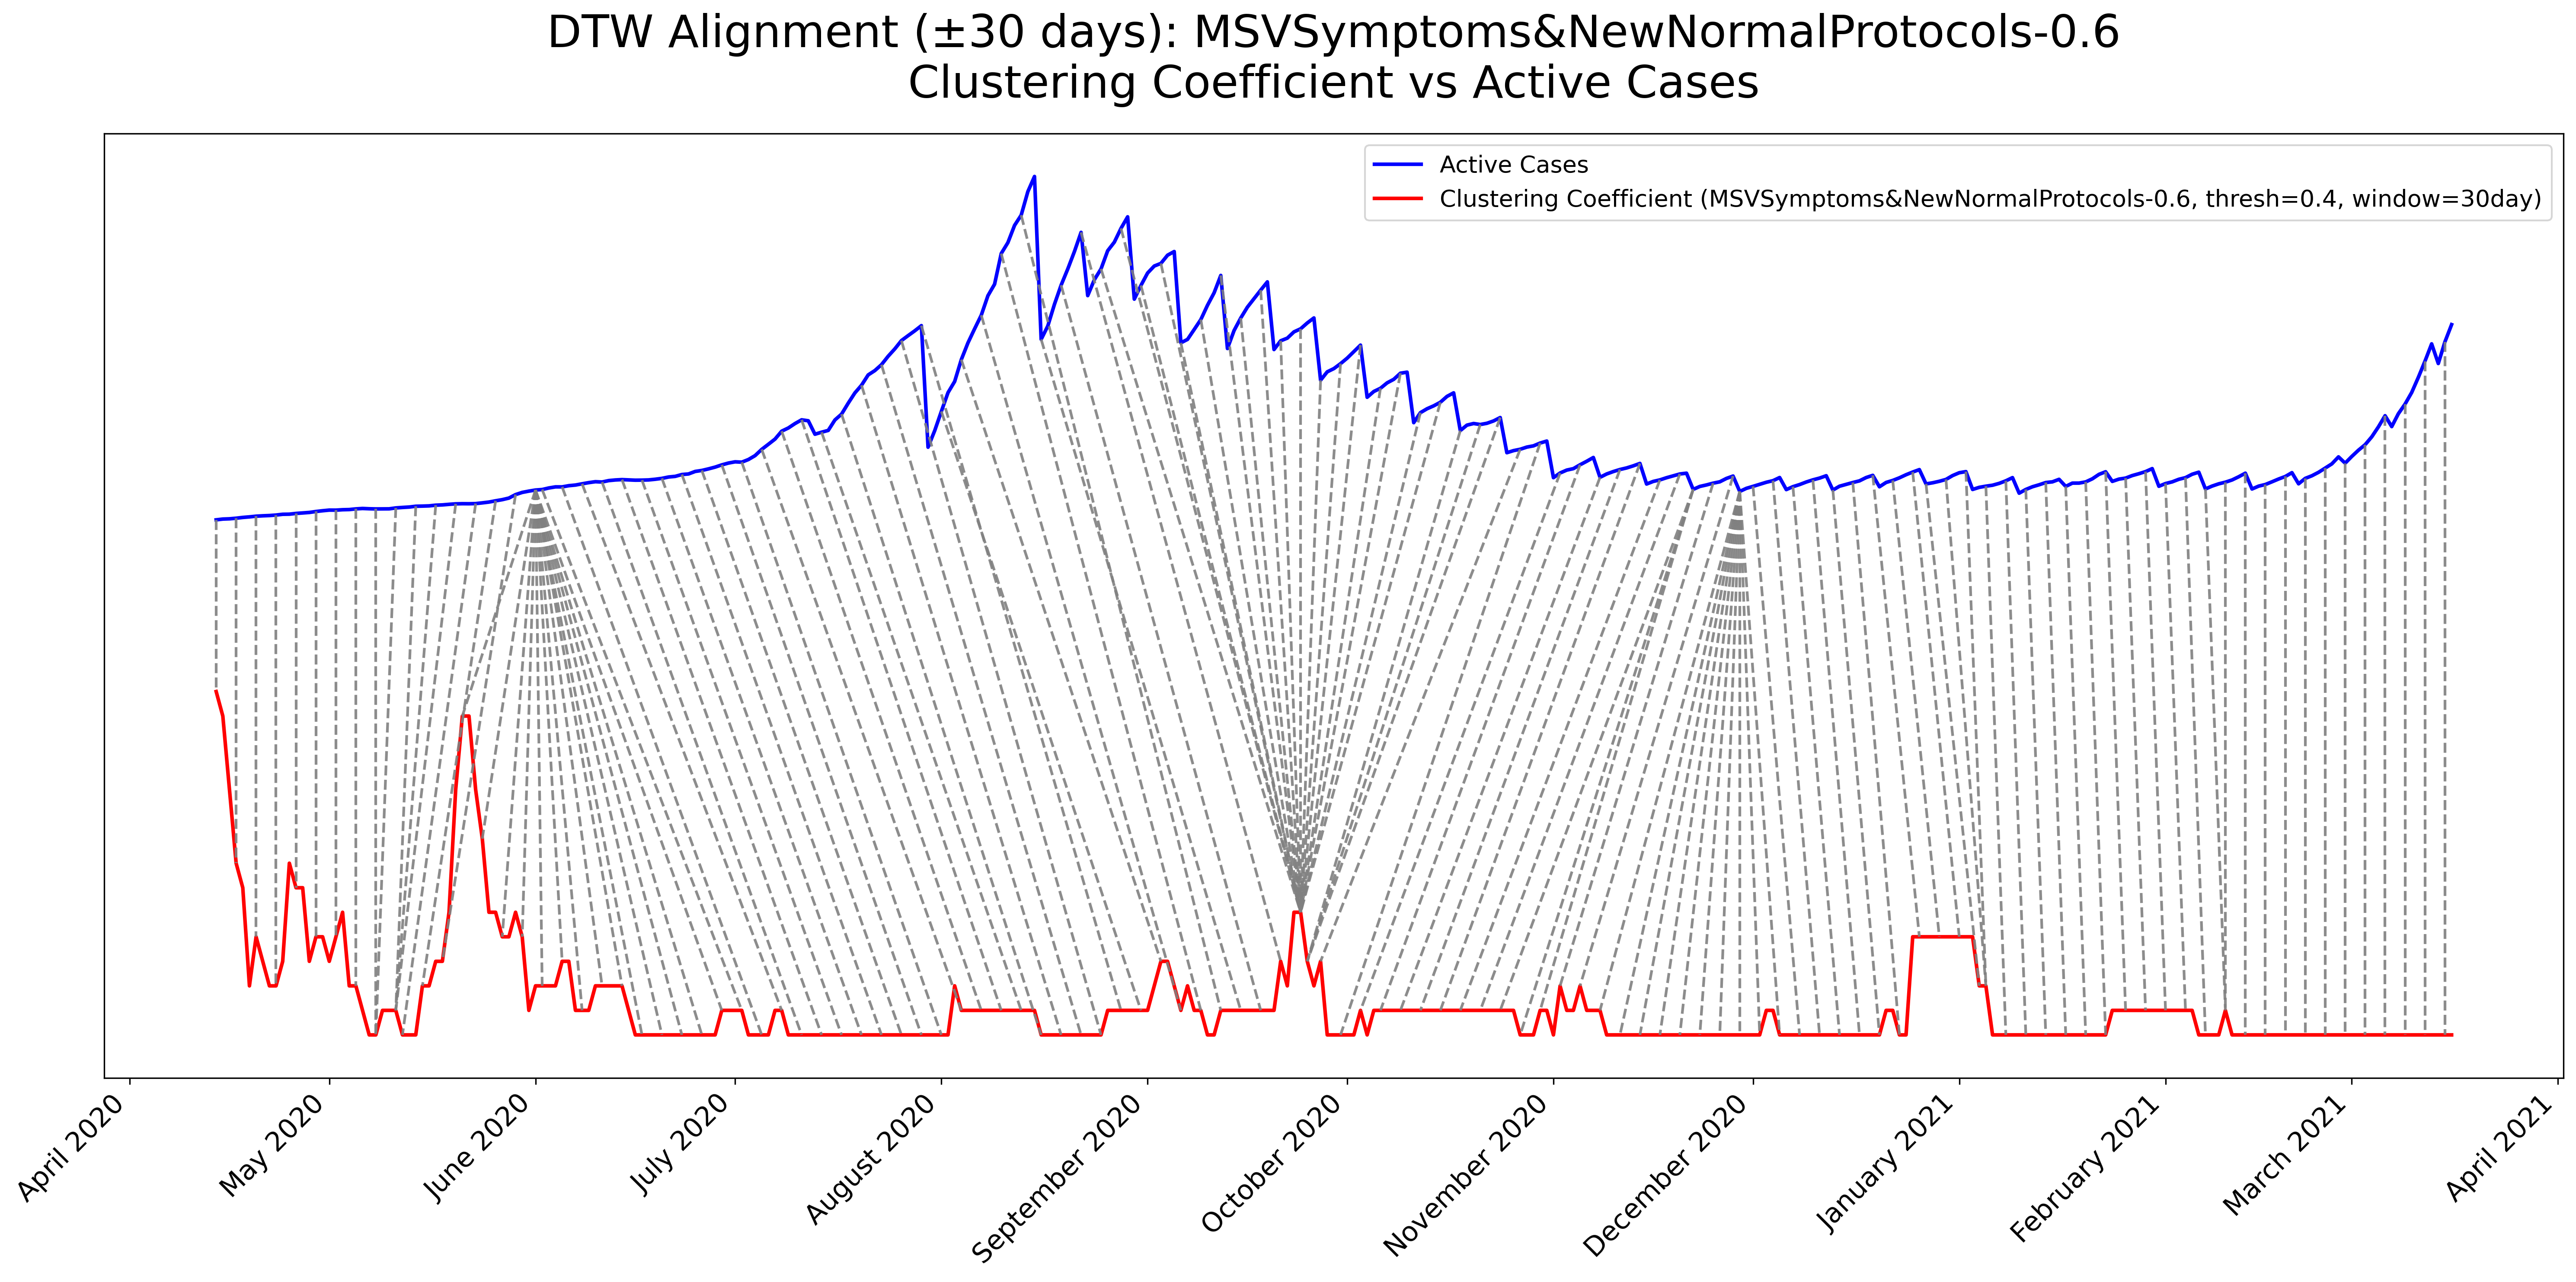 DTW Alignment (±30 days): MSVSymptoms&NewNormalProtocols-0.6
Clustering Coefficient vs Active Cases
Active Cases
Clustering Coefficient (MSVSymptoms&NewNormalProtocols-0.6, thresh=0.4, window=30day)
April 2020
May 2020
June 2020
July 2020
August 2020
September 2020
October 2020
November 2020
December 2020
January 2021
February 2021
March 2021
April 2021